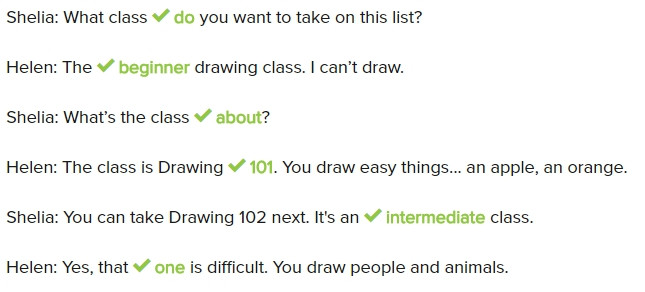 Shelia: What class ✔ do you want to take on this list?
Helen: The ✔ beginner drawing class. I can’t draw.
Shelia: What’s the class ✔ about?
Helen: The class is Drawing ✔ 101. You draw easy things... an apple, an orange.
Shelia: You can take Drawing 102 next. It's an ✔ intermediate class.
Helen: Yes, that ✔ one is difficult. You draw people and animals.